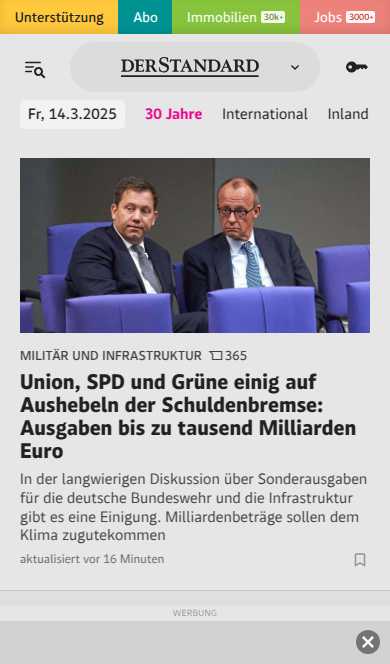 Unterstützung Abo Immobilien 30k+ Jobs 3000+
DERSTANDARD
Fr, 14.3.2025 30 Jahre International Inland
MILITÄR UND INFRASTRUKTUR 365
Union, SPD und Grüne einig auf
Aushebeln der Schuldenbremse:
Ausgaben bis zu tausend Milliarden
Euro
In der langwierigen Diskussion über Sonderausgaben
für die deutsche Bundeswehr und die Infrastruktur
gibt es eine Einigung. Milliardenbeträge sollen dem
Klima zugutekommen
aktualisiert vor 16 Minuten
WERBUNG